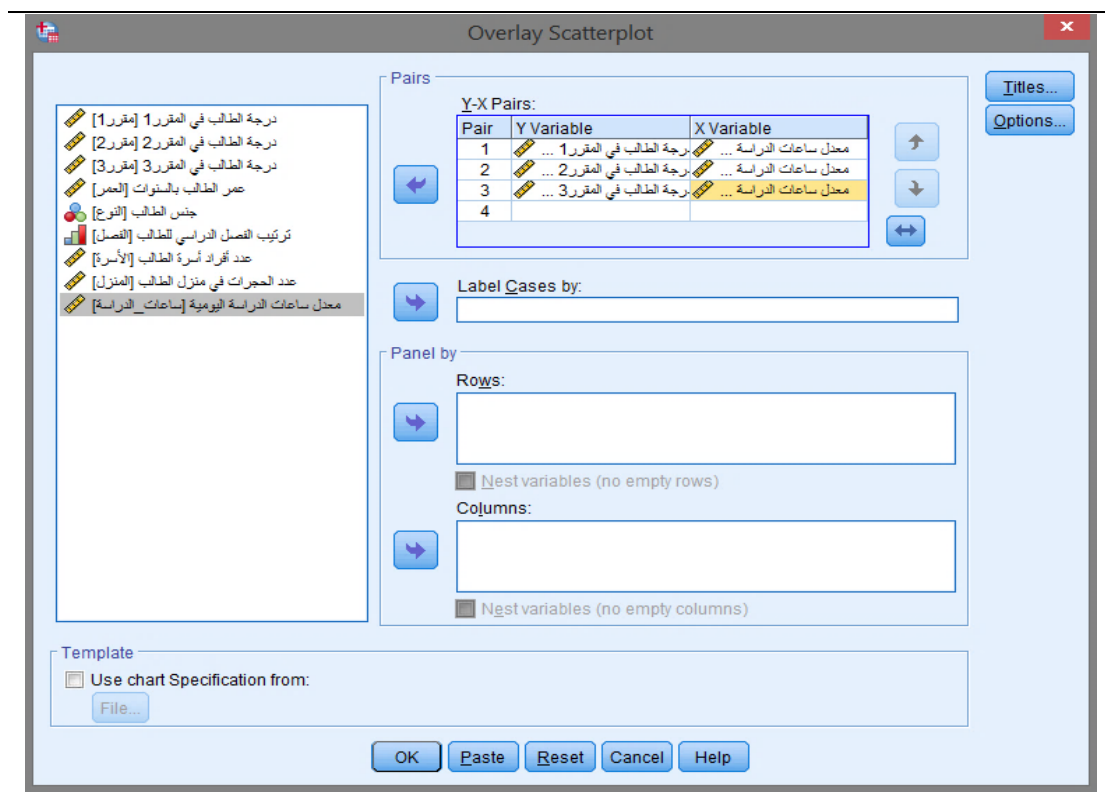 Overlay Scatterplot
درجة الطالب في المقرر1 [مقرر1]
درجة الطالب في المقرر2 [مقرر2]
درجة الطالب في المقرر3 [مقرر3]
عمر الطالب بالسنوات [العمر]
جنس الطالب [النوع]
ترتيب الفصل الدراسي للطالب [الفصل]
عدد أفراد أسرة الطالب [الأسرة]
عدد الحجرات في منزل الطالب [المنزل]
معدل ساعات الدراسة اليومية [ساعات_الدراسة]
Pairs
Y-X Pairs:
Pair Y Variable X Variable
1 رجة الطالب في المقرر1 ... معدل ساعات الدراسة ...
2 رجة الطالب في المقرر2 ... معدل ساعات الدراسة ...
3 رجة الطالب في المقرر3 ... معدل ساعات الدراسة ...
4
Label Cases by:
Panel by
Rows:
Nest variables (no empty rows)
Columns:
Nest variables (no empty columns)
Titles...
Options...
Template
Use chart Specification from:
File...
OK Paste Reset Cancel Help